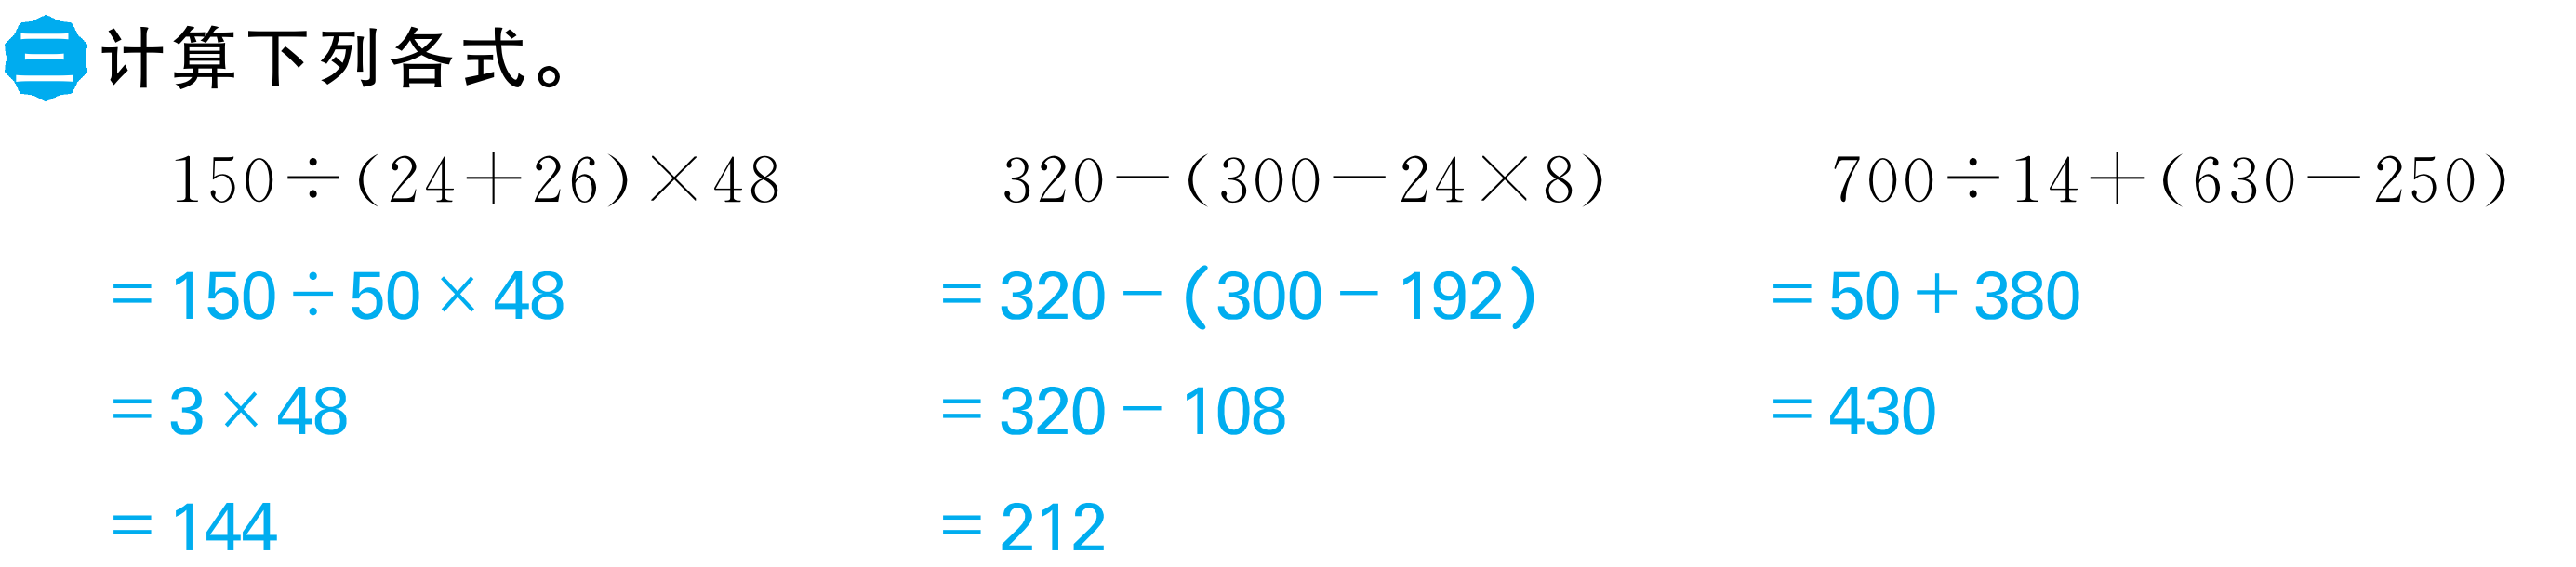 三 计算下列各式。
150÷(24+26)×48 320-(300-24×8) 700÷14+(630-250)
=150÷50×48 =320-(300-192) =50+380
=3×48 =320-108 =430
=144 =212